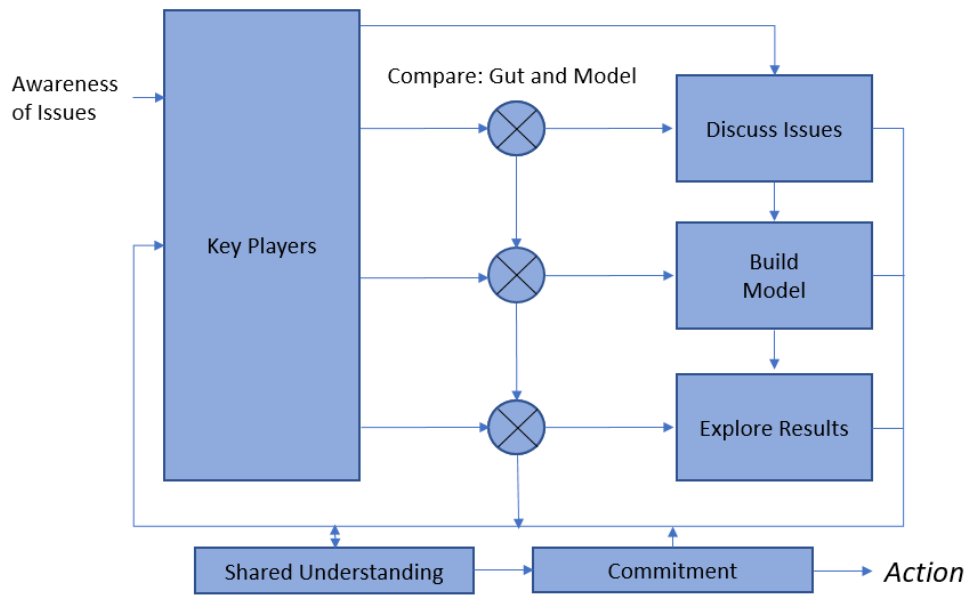 Awareness
of Issues
Compare: Gut and Model
Key Players
Discuss Issues
Build
Model
Explore Results
Shared Understanding
Commitment
Action